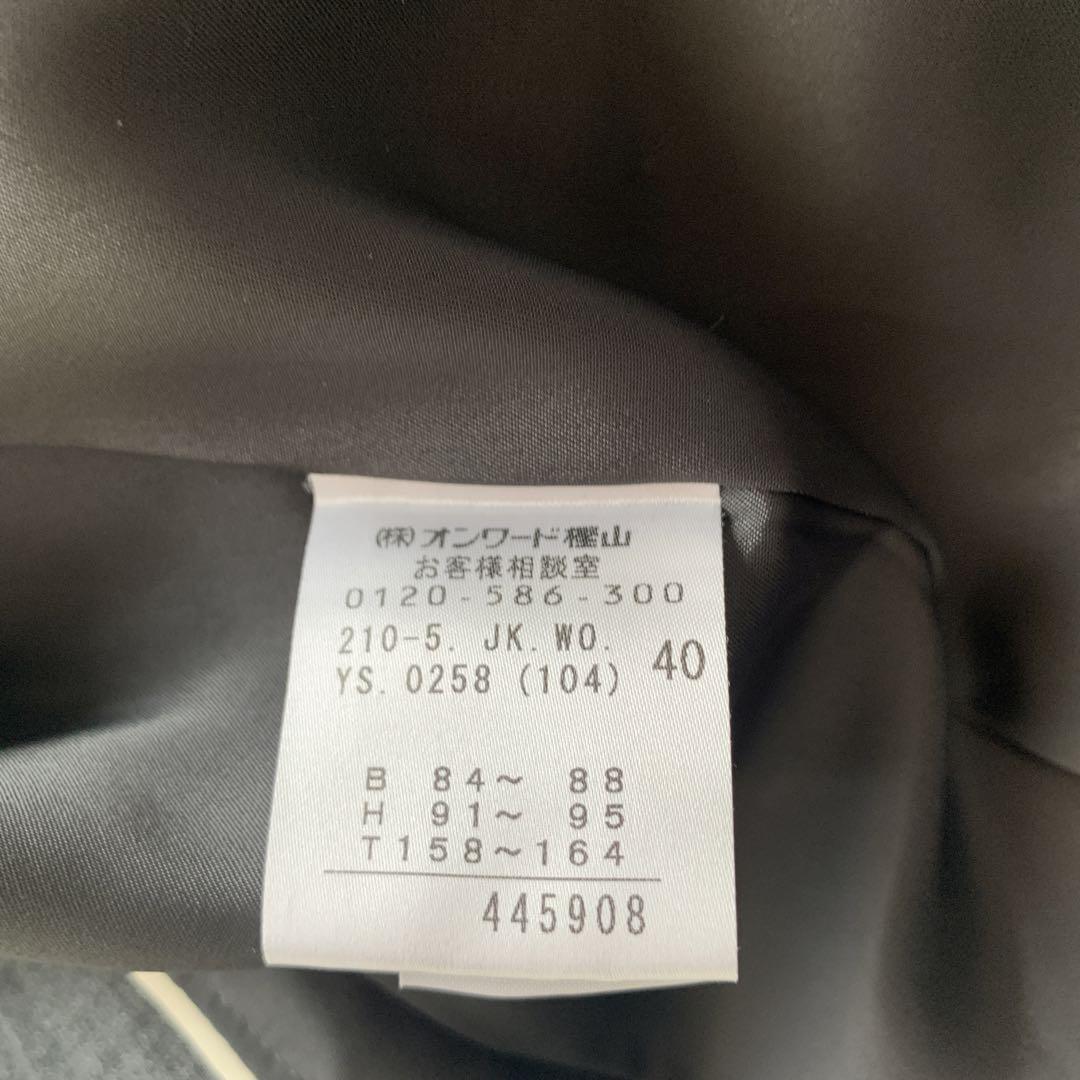 (株)オンワード樫山
お客様相談室
0120-586-300
210-5. JK. WO. 40
YS. 0258 (104)
B 84～ 88
H 91～ 95
T158～164
445908